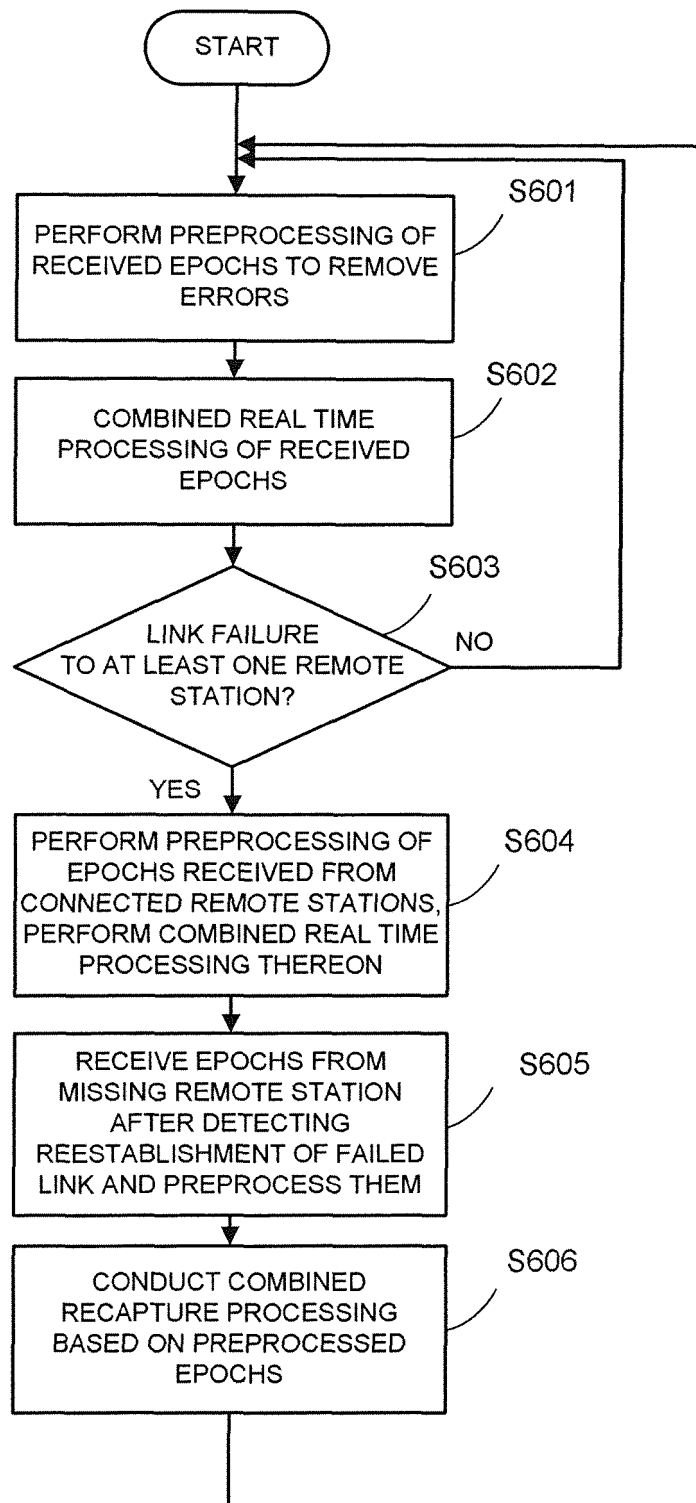 START
S601
PERFORM PREPROCESSING OF
RECEIVED EPOCHS TO REMOVE
ERRORS
S602
COMBINED REAL TIME
PROCESSING OF RECEIVED
EPOCHS
S603
LINK FAILURE
TO AT LEAST ONE REMOTE
STATION?
NO
YES
S604
PERFORM PREPROCESSING OF
EPOCHS RECEIVED FROM
CONNECTED REMOTE STATIONS,
PERFORM COMBINED REAL TIME
PROCESSING THEREON
S605
RECEIVE EPOCHS FROM
MISSING REMOTE STATION
AFTER DETECTING
REESTABLISHMENT OF FAILED
LINK AND PREPROCESS THEM
S606
CONDUCT COMBINED
RECAPTURE PROCESSING
BASED ON PREPROCESSED
EPOCHS